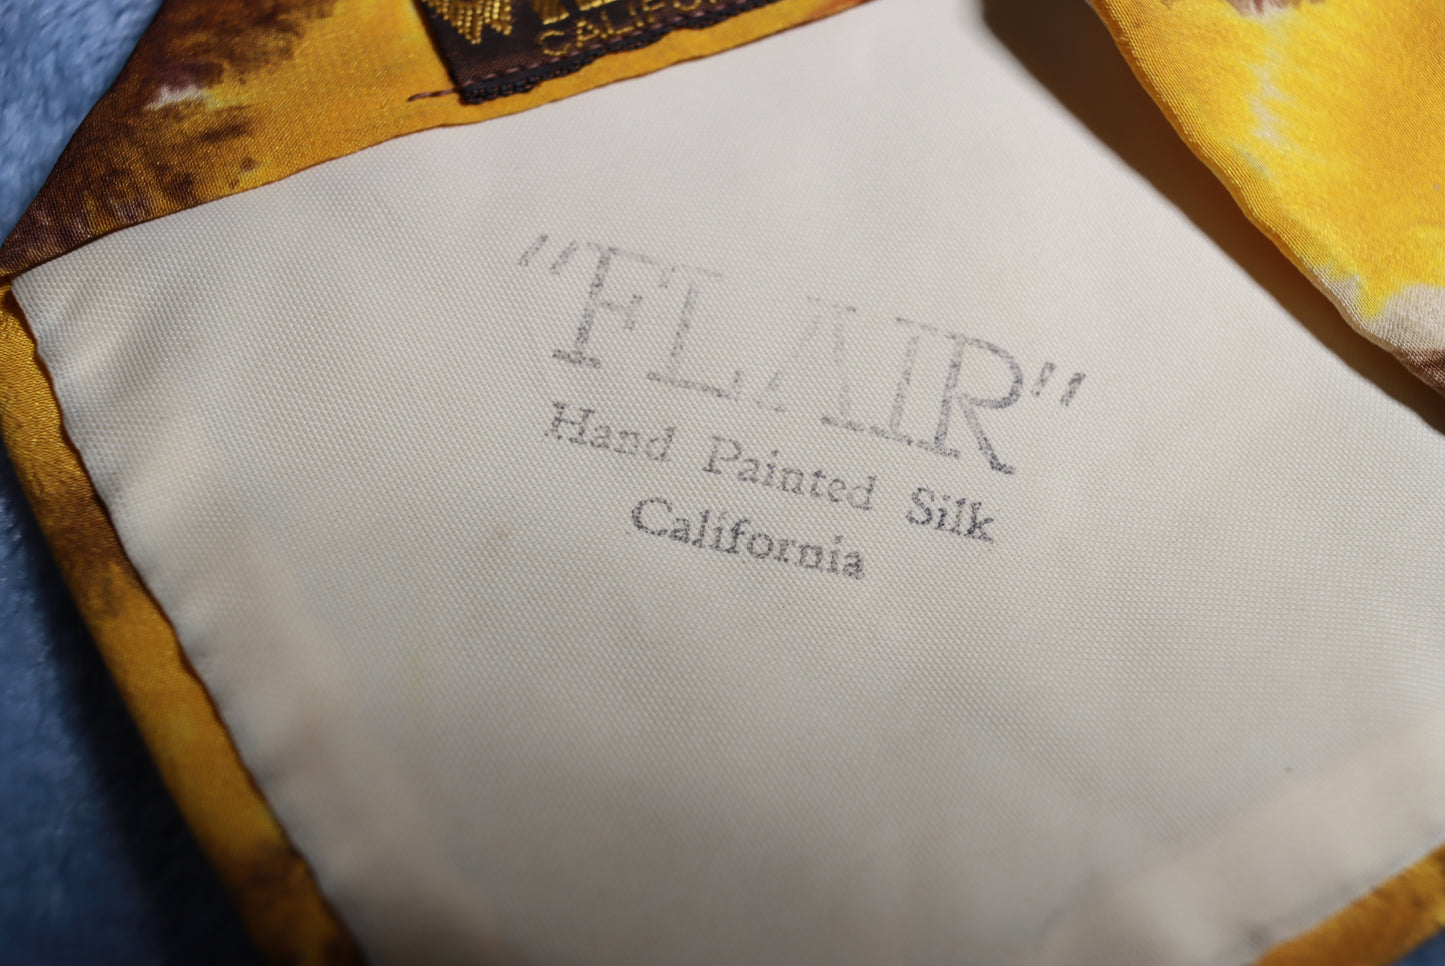 "FLAIR"
Hand Painted Silk
California